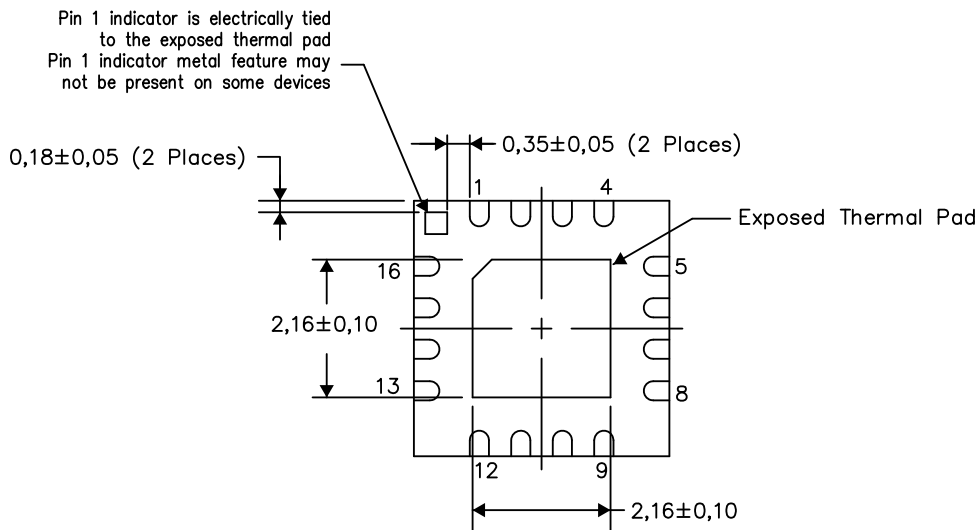 Pin 1 indicator is electrically tied
to the exposed thermal pad
Pin 1 indicator metal feature may
not be present on some devices
0,18±0,05 (2 Places)
0,35±0,05 (2 Places)
1
4
Exposed Thermal Pad
16
5
2,16±0,10
13
8
12
9
2,16±0,10